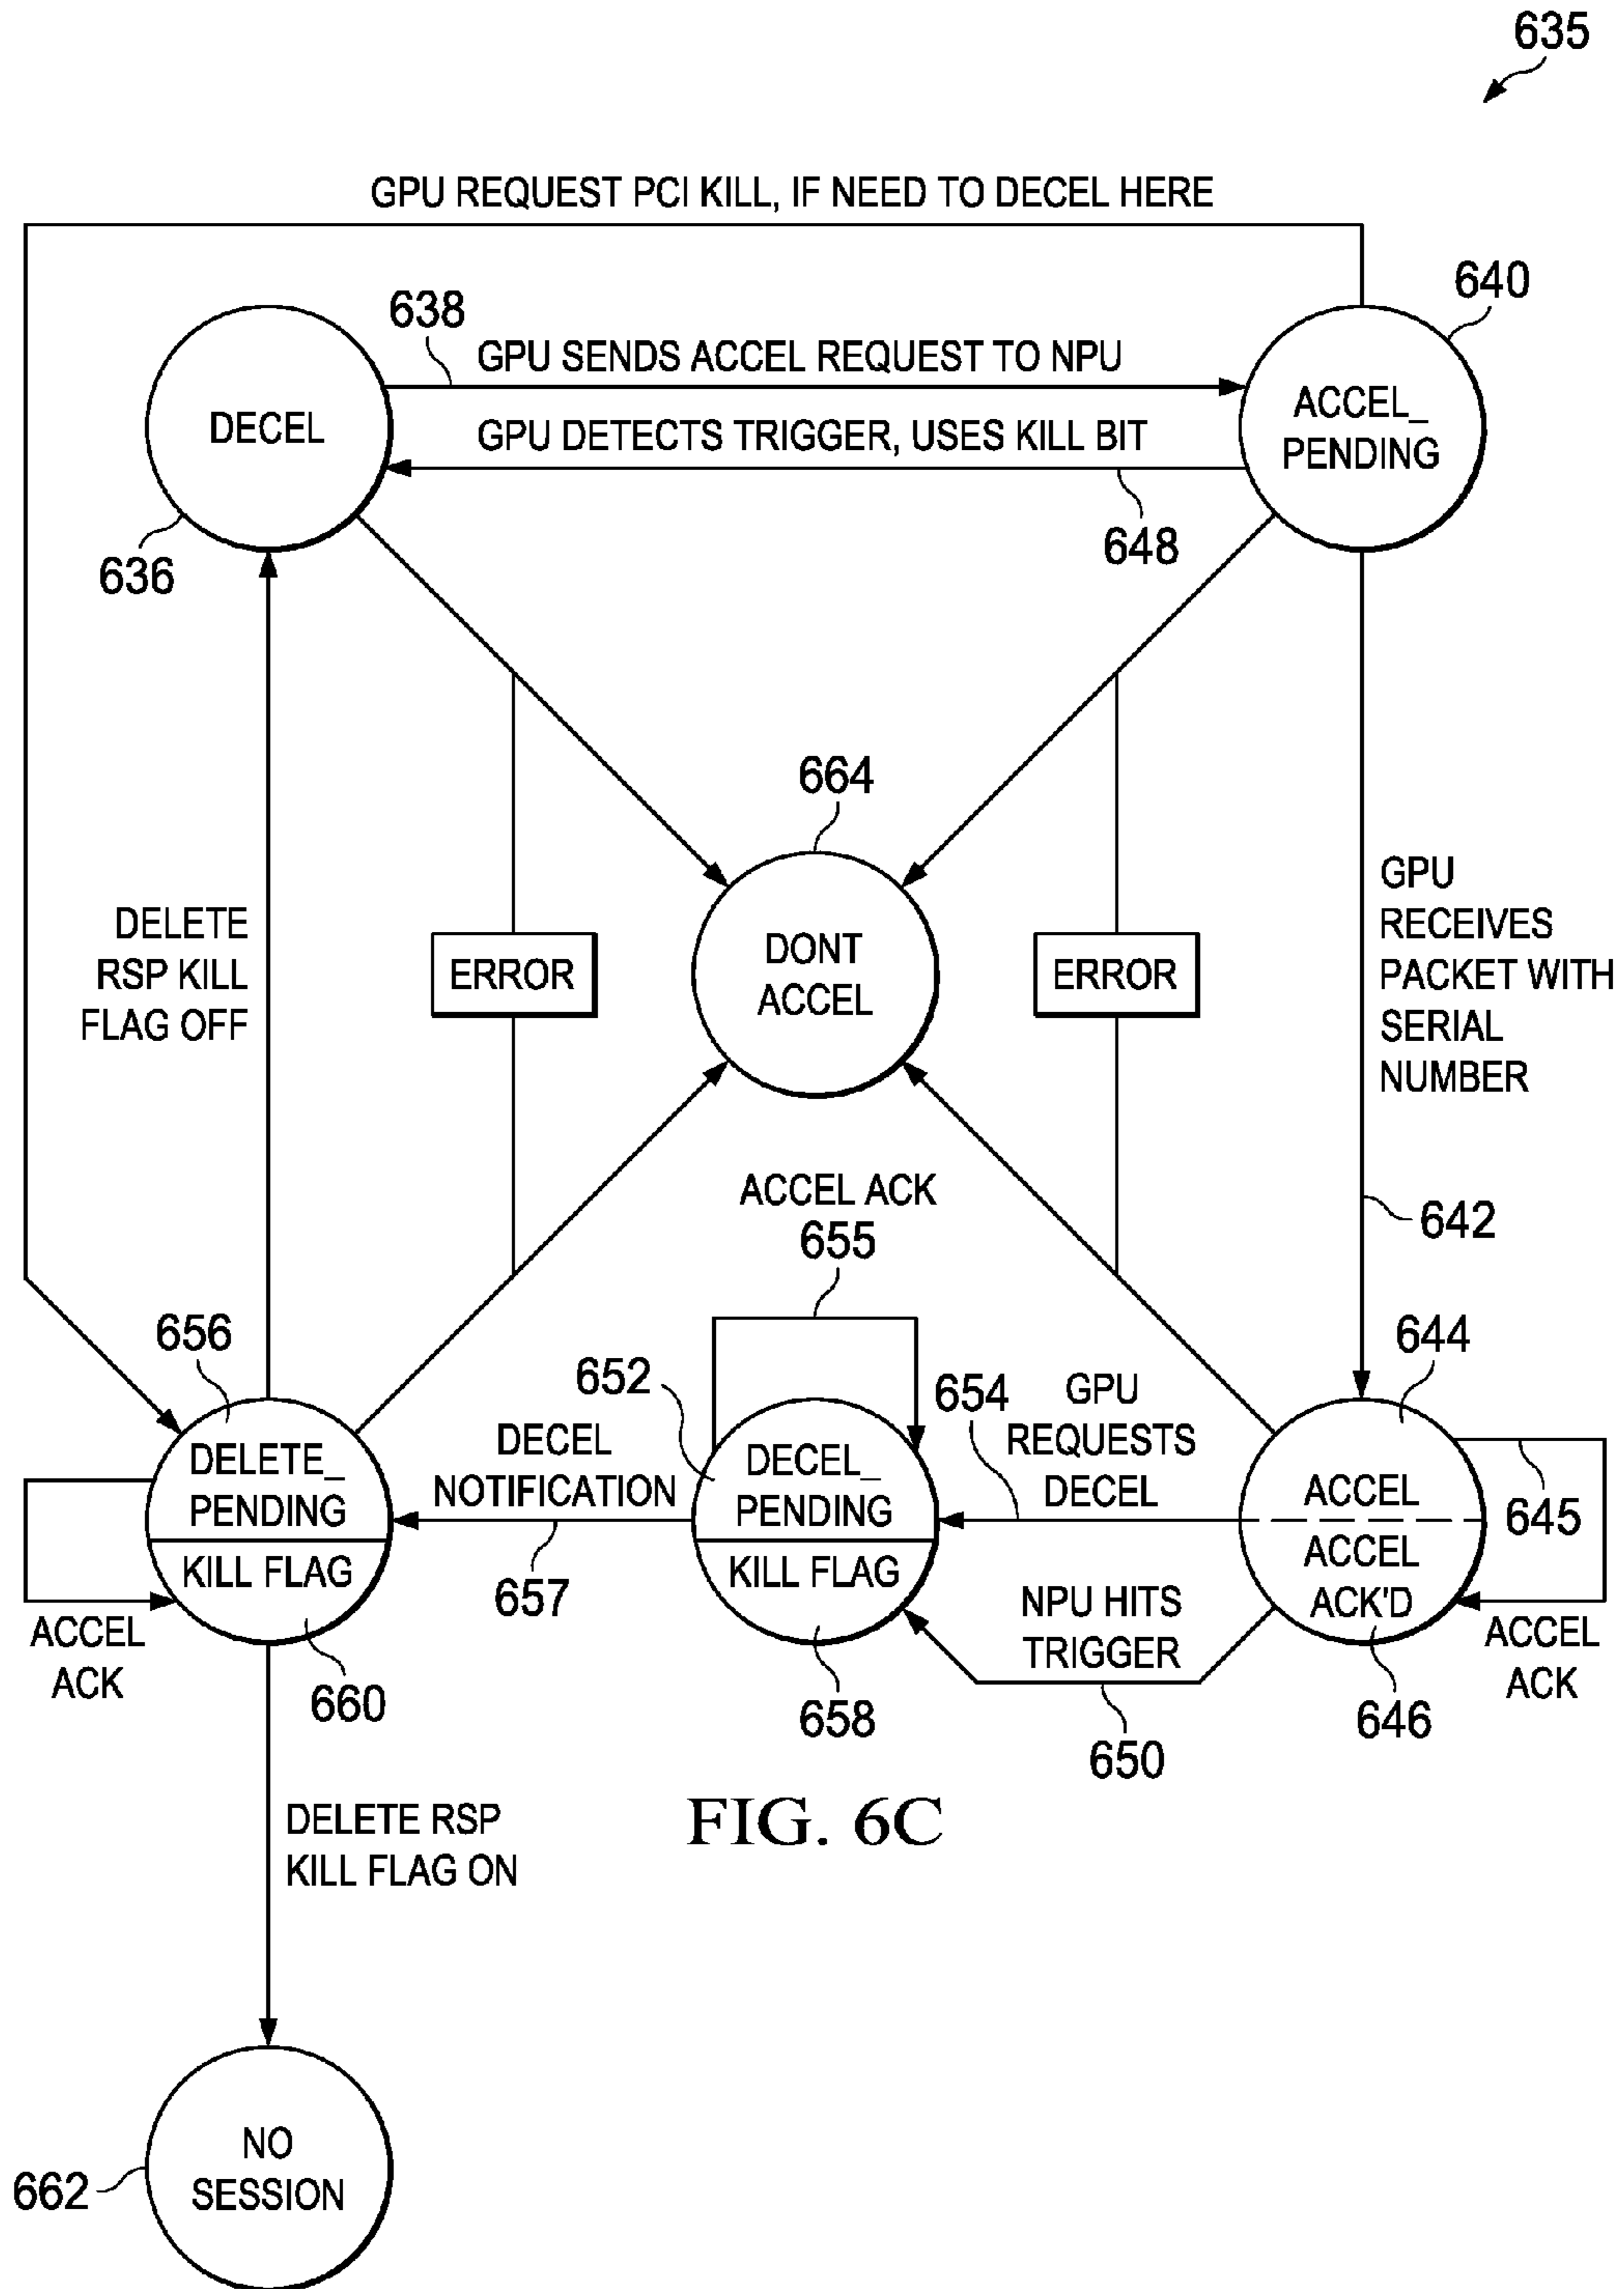 635
GPU REQUEST PCI KILL, IF NEED TO DECEL HERE
640
638
GPU SENDS ACCEL REQUEST TO NPU
DECEL
GPU DETECTS TRIGGER, USES KILL BIT
ACCEL_
PENDING
648
636
664
DELETE
RSP KILL
FLAG OFF
ERROR
DONT
ACCEL
ERROR
GPU
RECEIVES
PACKET WITH
SERIAL
NUMBER
ACCEL ACK
655
642
656
644
652
654
GPU
REQUESTS
DECEL
DECEL
NOTIFICATION
DELETE_
PENDING
KILL FLAG
DECEL_
PENDING
KILL FLAG
ACCEL
ACCEL
ACK'D
645
657
NPU HITS
TRIGGER
ACCEL
ACK
ACCEL
ACK
660
658
650
646
DELETE RSP
KILL FLAG ON
FIG. 6C
NO
SESSION
662